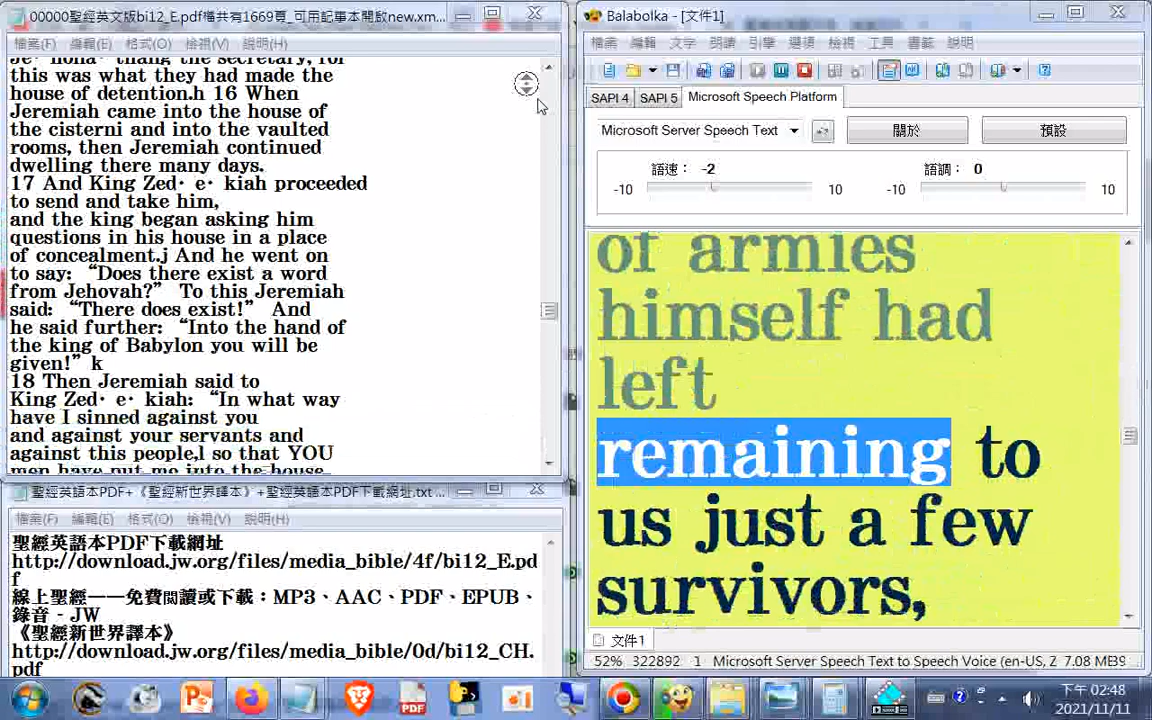 00000聖經英文版bi12_E.pdf檔共有1669頁_可用記事本開啟new.xm...
檔案(F) 編輯(E) 格式(O) 檢視(V) 說明(H)
this was what they had made the
house of detention.h 16 When
Jeremiah came into the house of
the cisterni and into the vaulted
rooms, then Jeremiah continued
dwelling there many days.
17 And King Zed· e· kiah proceeded
to send and take him,
and the king began asking him
questions in his house in a place
of concealment.j And he went on
to say: “Does there exist a word
from Jehovah?” To this Jeremiah
said: “There does exist!” And
he said further: “Into the hand of
the king of Babylon you will be
given!” k
18 Then Jeremiah said to
King Zed· e· kiah: “In what way
have I sinned against you
and against your servants and
against this people,l so that YOU
men have put me into the house
聖經英語本PDF+《聖經新世界譯本》+聖經英語本PDF下載網址.txt ...
檔案(F) 編輯(E) 格式(O) 檢視(V) 說明(H)
聖經英語本PDF下載網址
http://download.jw.org/files/media_bible/4f/bi12_E.pd
f
線上聖經──免費閱讀或下載：MP3、AAC、PDF、EPUB、
錄音 - JW
《聖經新世界譯本》
http://download.jw.org/files/media_bible/0d/bi12_CH.
pdf
Balabolka - [文件1]
檔案 編輯 文字 朗讀 引擎 選項 檢視 工具 書籤 說明
SAPI 4 SAPI 5 Microsoft Speech Platform
Microsoft Server Speech Text 關於 預設
語速： -2 語調： 0
-10 10 -10 10
of armies
himself had
left
remaining to
us just a few
survivors,
文件1
52% 322892 1 Microsoft Server Speech Text to Speech Voice (en-US, Z 7.08 MB
下午 02:48
2021/11/11